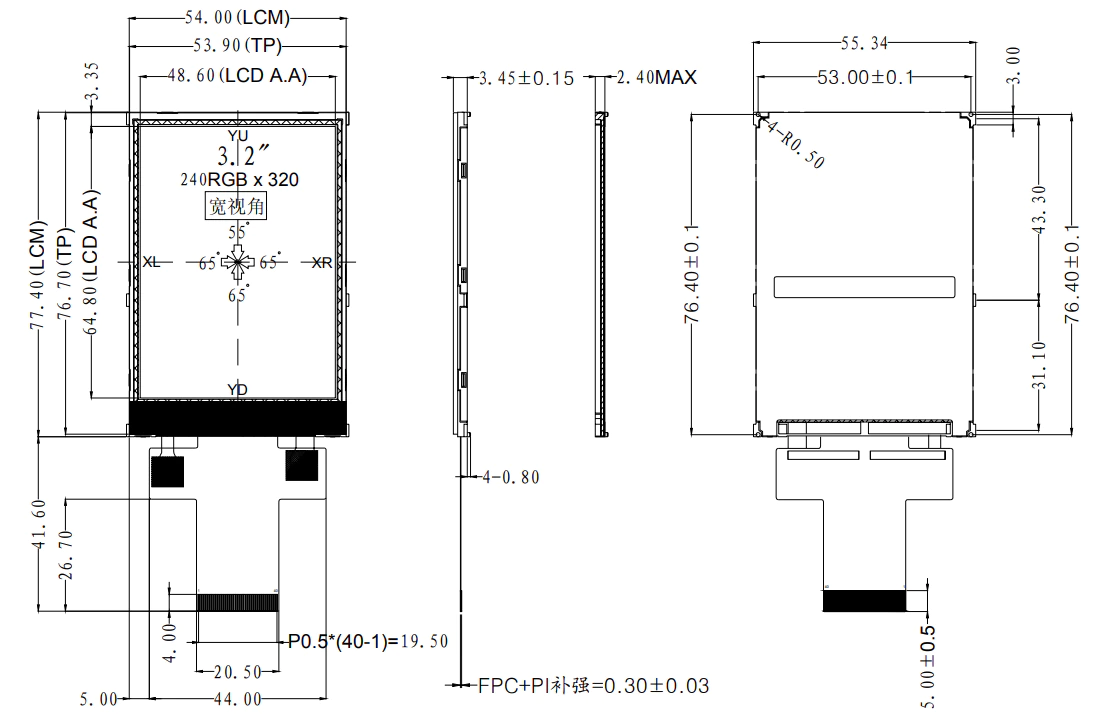 54.00(LCM)
53.90(TP)
48.60(LCD A.A)
3.35
77.40(LCM)
76.70(TP)
64.80(LCD A.A)
YU
3.2″
240RGB x 320
宽视角
55°
XL
65°
65°
XR
65°
YD
41.60
26.70
4.00
P0.5*(40-1)=19.50
20.50
5.00
44.00
3.45±0.15
2.40MAX
4-0.80
FPC+PI补强=0.30±0.03
55.34
53.00±0.1
3.00
4-R0.50
76.40±0.1
43.30
76.40±0.1
31.10
5.00±0.5